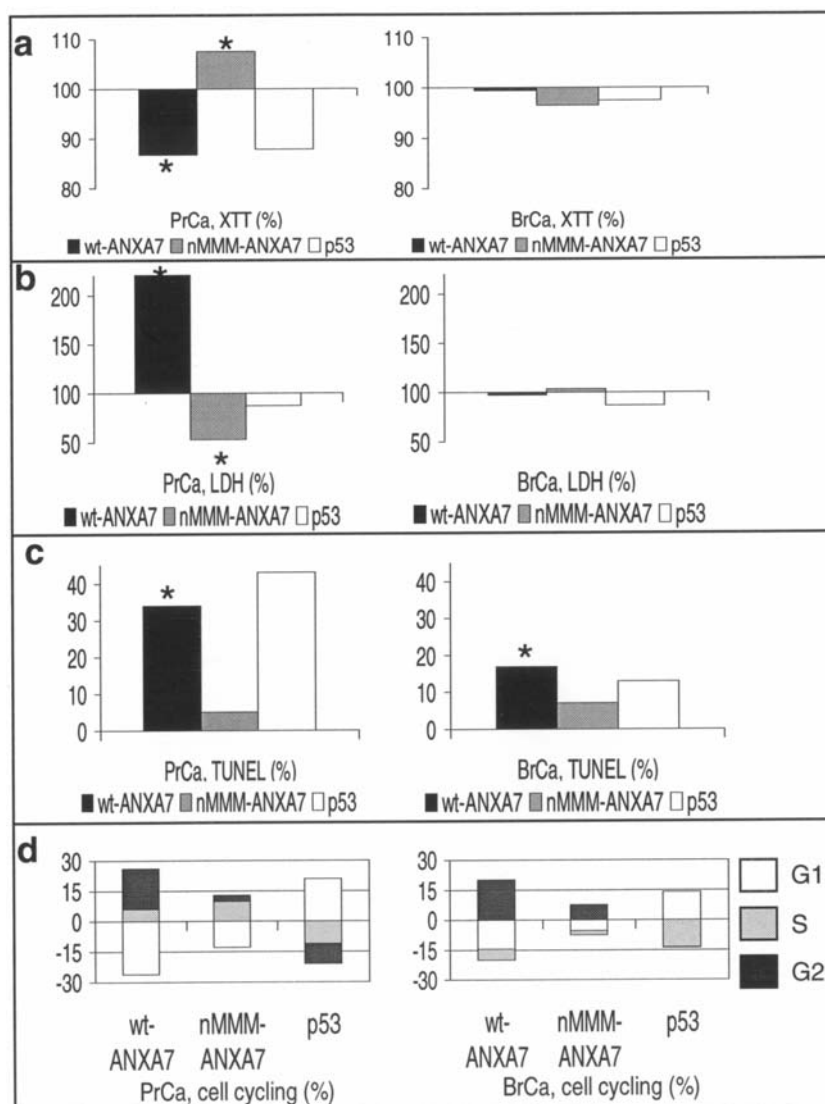 a
110
100
90
80
*
*
PrCa, XTT (%)
wt-ANXA7 nMMM-ANXA7 p53
110
100
90
80
BrCa, XTT (%)
wt-ANXA7 nMMM-ANXA7 p53
b
200
150
100
50
*
*
PrCa, LDH (%)
wt-ANXA7 nMMM-ANXA7 p53
200
150
100
50
BrCa, LDH (%)
wt-ANXA7 nMMM-ANXA7 p53
c
40
30
20
10
0
*
PrCa, TUNEL (%)
wt-ANXA7 nMMM-ANXA7 p53
40
30
20
10
0
*
BrCa, TUNEL (%)
wt-ANXA7 nMMM-ANXA7 p53
d
30
15
0
-15
-30
wt- nMMM- p53
ANXA7 ANXA7
PrCa, cell cycling (%)
30
15
0
-15
-30
wt- nMMM- p53
ANXA7 ANXA7
BrCa, cell cycling (%)
G1
S
G2